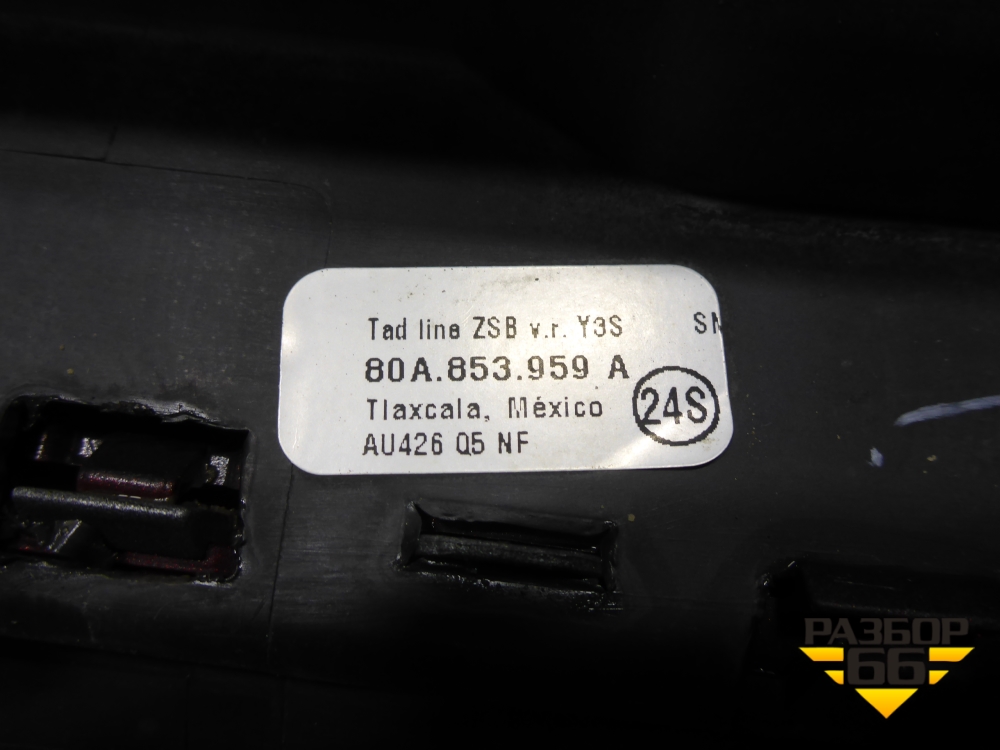 Tad line ZSB v.r. Y3S
80A.853.959 A
Tlaxcala, México
24S
AU426 Q5 NF
РАЗБОР
66